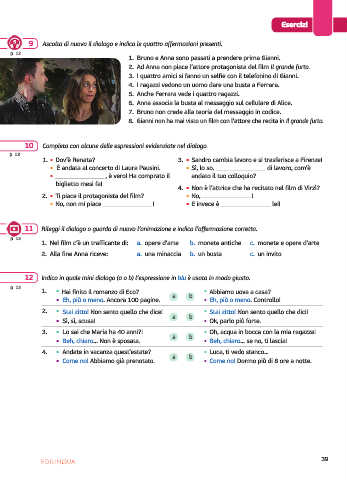 Esercizi
9 Ascolta di nuovo il dialogo e indica le quattro affermazioni presenti.
p 12
1. Bruno e Anna sono passati a prendere prima Gianni.
2. Ad Anna non piace l'attore protagonista del film Il grande furto.
3. I quattro amici si fanno un selfie con il telefonino di Gianni.
4. I ragazzi vedono un uomo dare una busta a Ferrara.
5. Anche Ferrara vede i quattro ragazzi.
6. Anna associa la busta al messaggio sul cellulare di Alice.
7. Bruno non crede alla teoria del messaggio in codice.
8. Gianni non ha mai visto un film con l'attore che recita in Il grande furto.
10 Completa con alcune delle espressioni evidenziate nel dialogo.
p 12
1. • Dov'è Renata?
• È andata al concerto di Laura Pausini.
• ________________, è vero! Ha comprato il
biglietto mesi fa!
2. • Ti piace il protagonista del film?
• No, non mi piace ________________!
3. • Sandro cambia lavoro e si trasferisce a Firenze!
• Sì, lo so, ________________ di lavoro, com'è
andato il tuo colloquio?
4. • Non è l'attrice che ha recitato nel film di Virzì?
• No, ________________!
• E invece è ________________ lei!
11 Rileggi il dialogo o guarda di nuovo l'animazione e indica l'affermazione corretta.
p 12
1. Nel film c'è un trafficante di: a. opere d'arte b. monete antiche c. monete e opere d'arte
2. Alla fine Anna riceve: a. una minaccia b. un busta c. un invito
12 Indica in quale mini dialogo (a o b) l'espressione in blu è usata in modo giusto.
p 12
1. • Hai finito il romanzo di Eco?
• Eh, più o meno. Ancora 100 pagine.
a b
• Abbiamo uova a casa?
• Eh, più o meno. Controllo!
2. • Stai zitto! Non sento quello che dice!
• Sì, sì, scusa!
a b
• Stai zitto! Non sento quello che dici!
• Ok, parlo più forte.
3. • Lo sai che Maria ha 40 anni?!
• Beh, chiaro... Non è sposata.
a b
• Oh, acqua in bocca con la mia ragazza!
• Beh, chiaro... se no, ti lascia!
4. • Andate in vacanza quest'estate?
• Come no! Abbiamo già prenotato.
a b
• Luca, ti vedo stanco...
• Come no! Dormo più di 8 ore a notte.
EDILINGUA
39